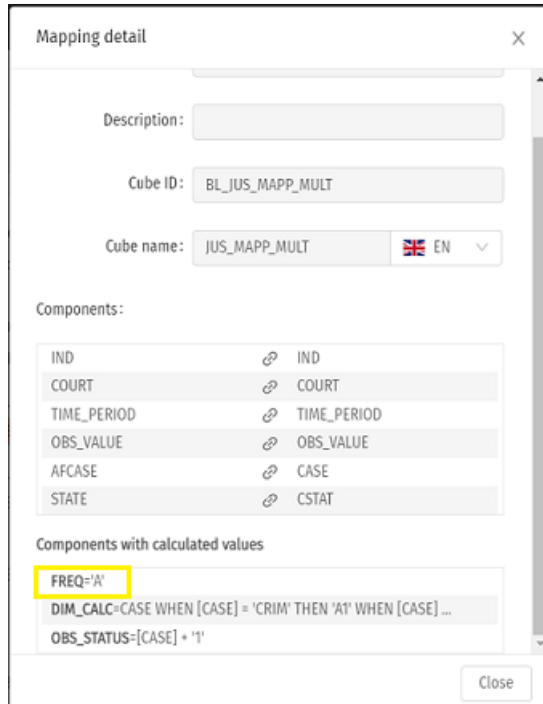 Mapping detail
Description:
Cube ID: BL_JUS_MAPP_MULT
Cube name: JUS_MAPP_MULT EN
Components:
IND IND
COURT COURT
TIME_PERIOD TIME_PERIOD
OBS_VALUE OBS_VALUE
AFCASE CASE
STATE CSTAT
Components with calculated values
FREQ='A'
DIM_CALC=CASE WHEN [CASE] = 'CRIM' THEN 'A1' WHEN [CASE] ...
OBS_STATUS=[CASE] + '1'
Close